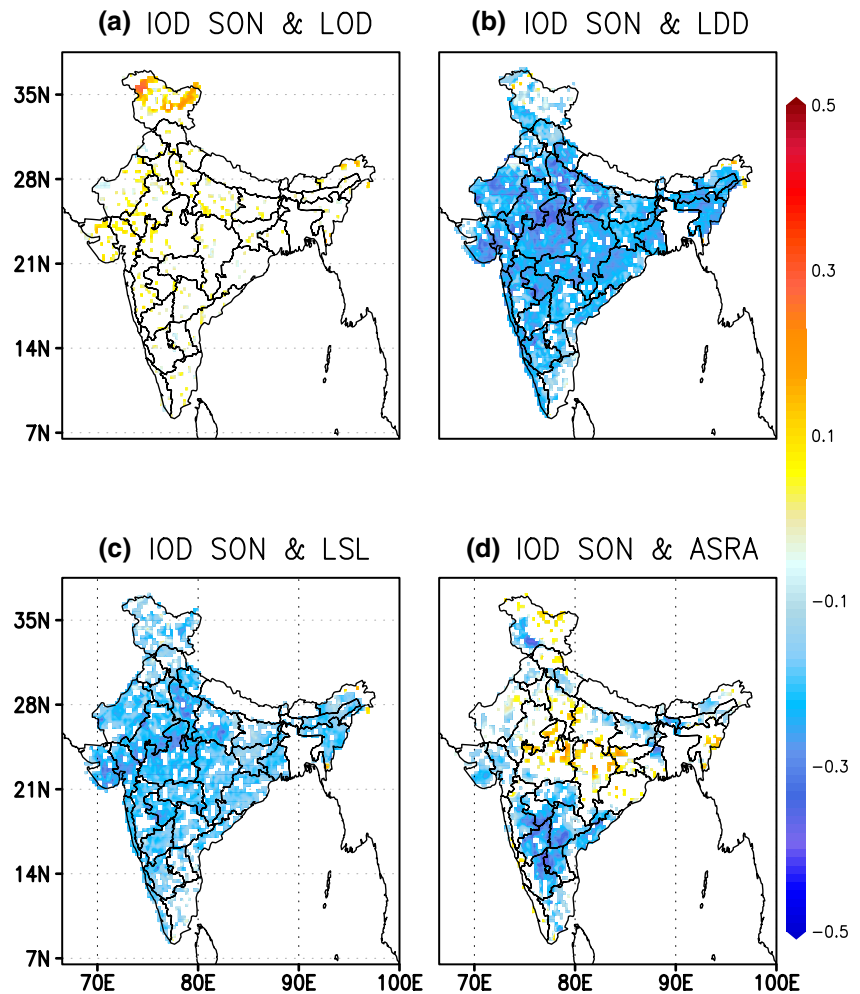 (a) IOD SON & LOD
(b) IOD SON & LDD
35N
28N
21N
14N
7N
0.5
0.3
0.1
−0.1
−0.3
−0.5
(c) IOD SON & LSL
(d) IOD SON & ASRA
35N
28N
21N
14N
7N
70E 80E 90E 100E
70E 80E 90E 100E